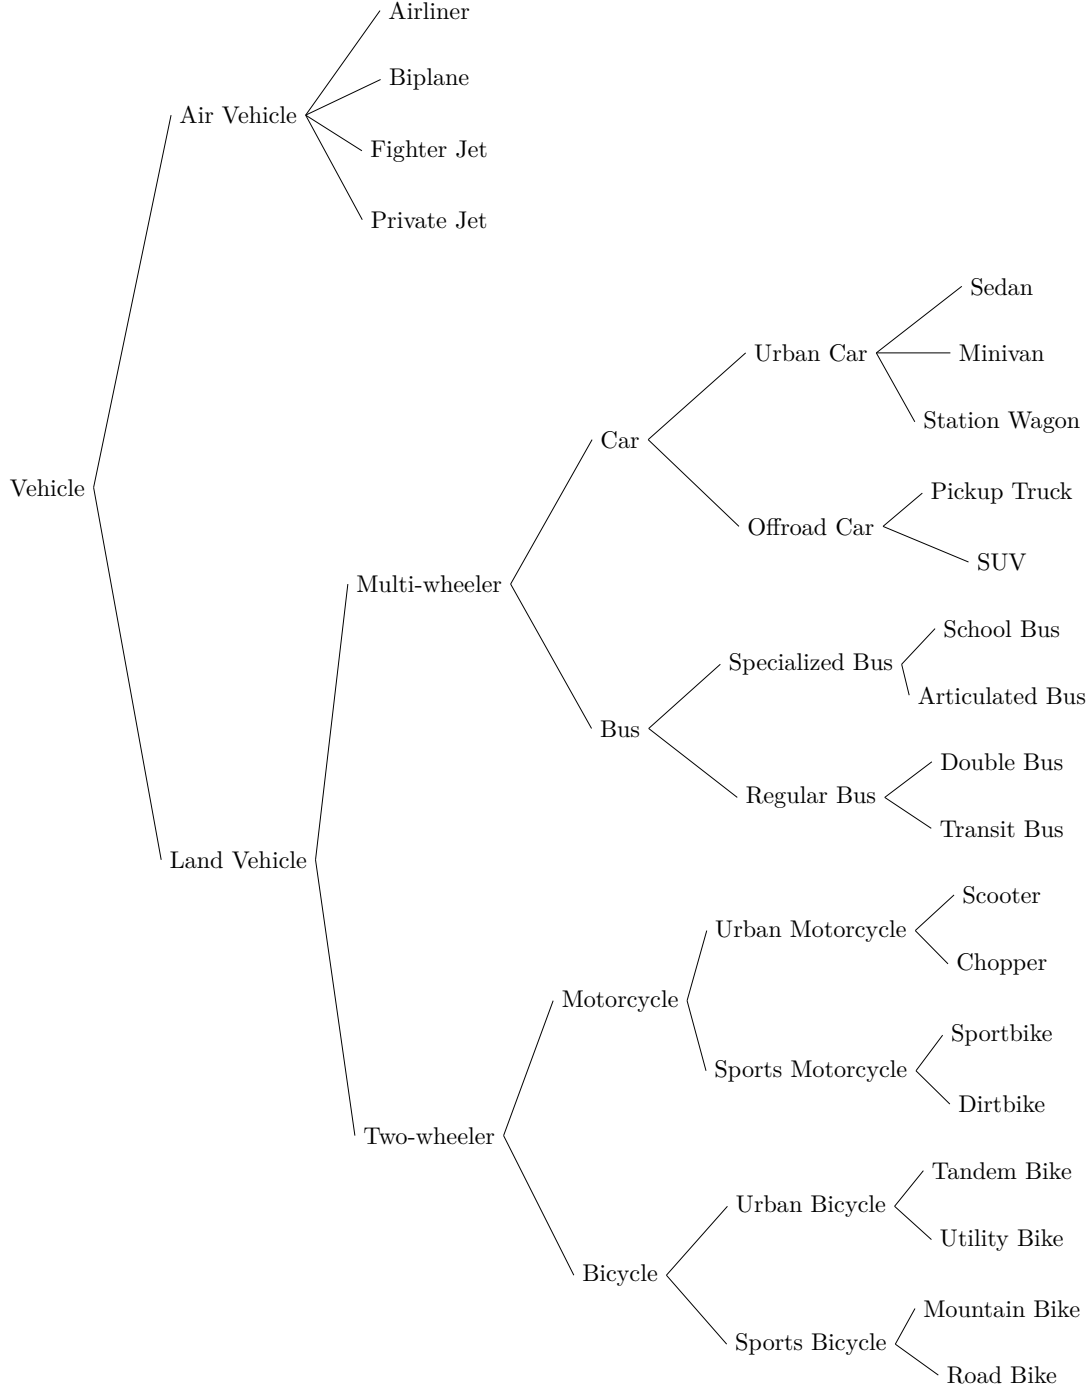 Airliner
Biplane
Air Vehicle
Fighter Jet
Private Jet
Sedan
Urban Car
Minivan
Station Wagon
Car
Vehicle
Pickup Truck
Offroad Car
SUV
Multi-wheeler
School Bus
Specialized Bus
Articulated Bus
Bus
Double Bus
Regular Bus
Transit Bus
Land Vehicle
Scooter
Urban Motorcycle
Chopper
Motorcycle
Sportbike
Sports Motorcycle
Dirtbike
Two-wheeler
Tandem Bike
Urban Bicycle
Utility Bike
Bicycle
Mountain Bike
Sports Bicycle
Road Bike